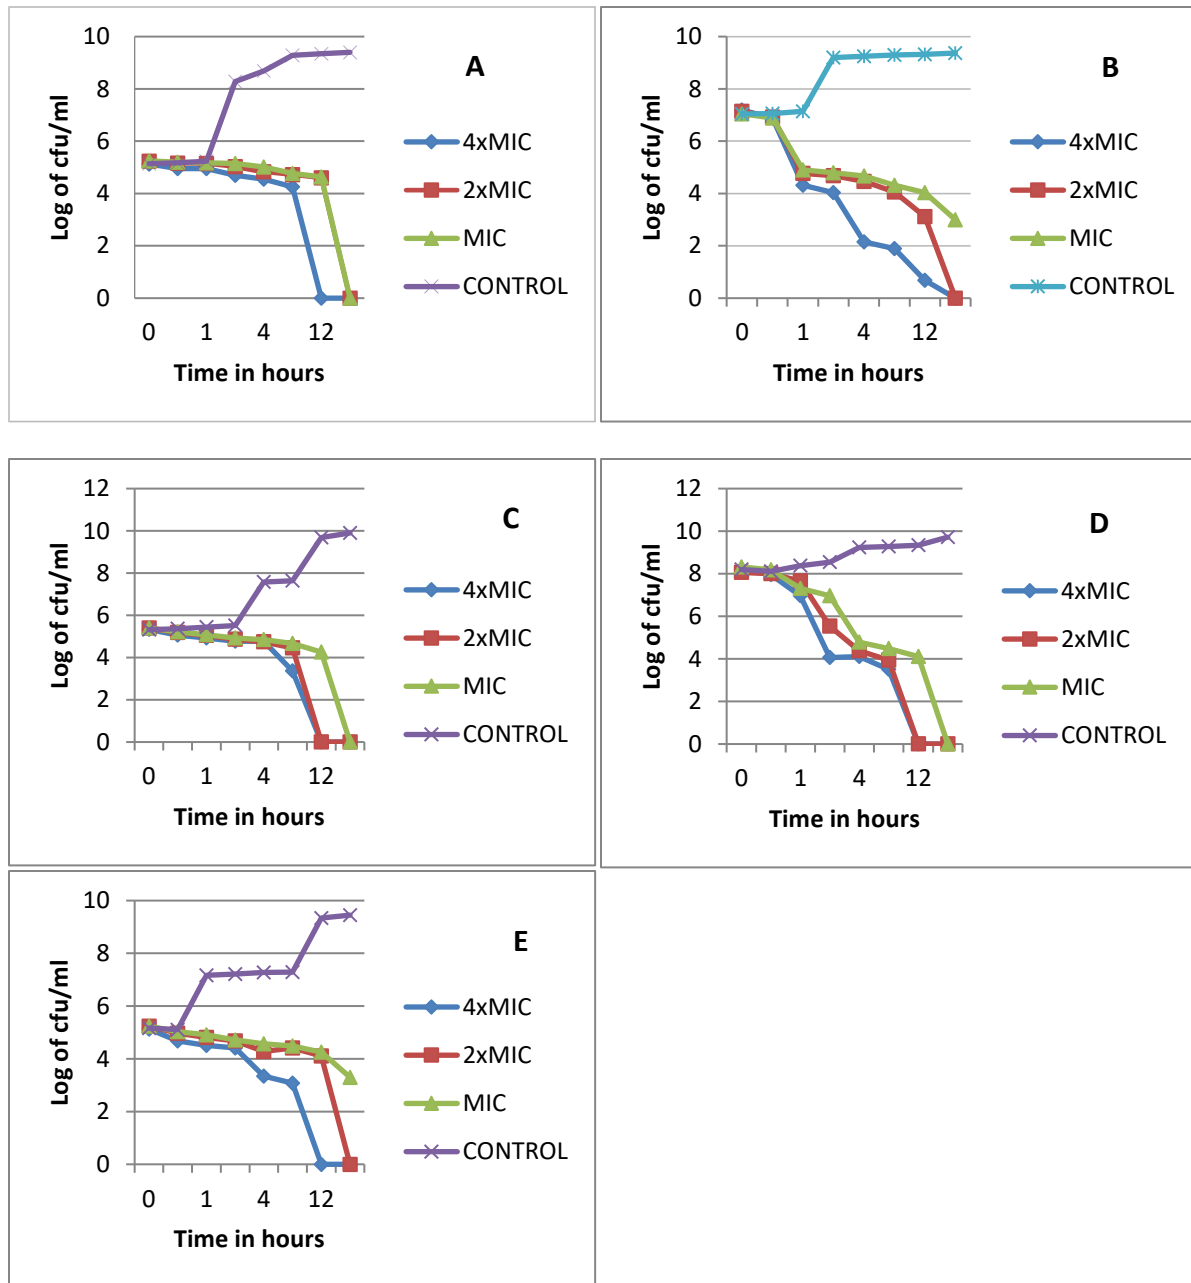 A
Log of cfu/ml
10
8
6
4
2
0
0 1 4 12
Time in hours
4xMIC
2xMIC
MIC
CONTROL
B
Log of cfu/ml
10
8
6
4
2
0
0 1 4 12
Time in hours
4xMIC
2xMIC
MIC
CONTROL
C
Log of cfu/ml
12
10
8
6
4
2
0
0 1 4 12
Time in hours
4xMIC
2xMIC
MIC
CONTROL
D
Log of cfu/ml
12
10
8
6
4
2
0
0 1 4 12
Time in hours
4xMIC
2xMIC
MIC
CONTROL
E
Log of cfu/ml
10
8
6
4
2
0
0 1 4 12
Time in hours
4xMIC
2xMIC
MIC
CONTROL